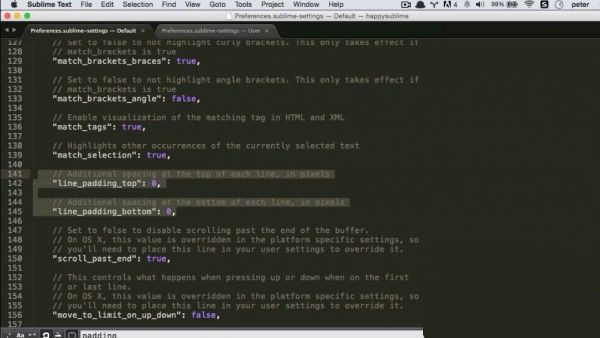 Sublime Text File Edit Selection Find View Goto 99% Fri 9:51 peter
Preferences.sublime-settings — Default — happysublime
Preferences.sublime-settings — Default × Preferences.sublime-settings — User ×
127 // Set to false to not highlight curly brackets. This only takes effect if
128 // match_brackets is true
129 "match_brackets_braces": true,
130
131 // Set to false to not highlight angle brackets. This only takes effect if
132 // match_brackets is true
133 "match_brackets_angle": false,
134
135 // Enable visualization of the matching tag in HTML and XML
136 "match_tags": true,
137
138 // Highlights other occurrences of the currently selected text
139 "match_selection": true,
140
141 // Additional spacing at the top of each line, in pixels
142 "line_padding_top": 0,
143
144 // Additional spacing at the bottom of each line, in pixels
145 "line_padding_bottom": 0,
146
147 // Set to false to disable scrolling past the end of the buffer.
148 // On OS X, this value is overridden in the platform specific settings, so
149 // you'll need to place this line in your user settings to override it.
150 "scroll_past_end": true,
151
152 // This controls what happens when pressing up or down when on the first
153 // or last line.
154 // On OS X, this value is overridden in the platform specific settings, so
155 // you'll need to place this line in your user settings to override it.
156 "move_to_limit_on_up_down": false,
157
.* Aa "" padding